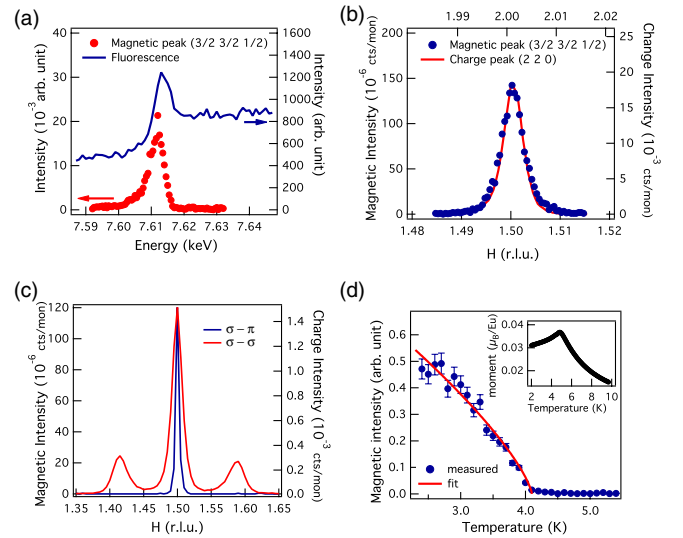 (a)
Magnetic peak (3/2 3/2 1/2)
Fluorescence
Intensity (10⁻³ arb. unit)
40
30
20
10
0
1600
1400
1200
1000
800
600
400
200
0
Intensity
(arb. unit)
7.59 7.60 7.61 7.62 7.63 7.64
Energy (keV)
(b)
1.99 2.00 2.01 2.02
Magnetic peak (3/2 3/2 1/2)
Charge peak (2 2 0)
Magnetic Intensity (10⁻⁶ cts/mon)
200
150
100
50
0
20
15
10
5
0
Change Intensity
(10⁻³ cts/mon)
1.48 1.49 1.50 1.51 1.52
H (r.l.u.)
(c)
σ – π
σ – σ
Magnetic Intensity (10⁻⁶ cts/mon)
120
100
80
60
40
20
0
1.4
1.2
1.0
0.8
0.6
0.4
0.2
0.0
Charge Intensity
(10⁻³ cts/mon)
1.35 1.40 1.45 1.50 1.55 1.60 1.65
H (r.l.u.)
(d)
Magnetic intensity (arb. unit)
0.6
0.5
0.4
0.3
0.2
0.1
0.0
moment (μB/Eu)
0.04
0.03
0.02
2 4 6 8 10
Temperature (K)
measured
fit
3.0 4.0 5.0
Temperature (K)